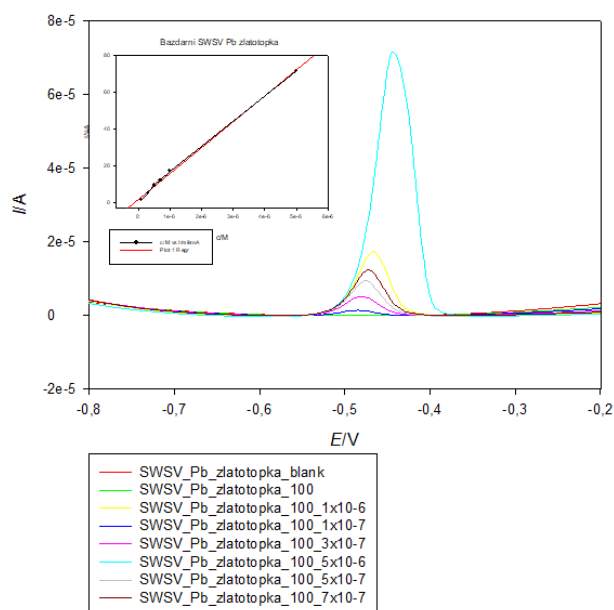 8e-5
6e-5
4e-5
2e-5
0
-2e-5
I/A
-0,8
-0,7
-0,6
-0,5
-0,4
-0,3
-0,2
E/V
Bazdarni SWSV Pb zlatotopka
80
60
40
20
0
0
1e-6
2e-6
3e-6
4e-6
5e-6
6e-6
c/M
Plot 1 Regr
SWSV_Pb_zlatotopka_blank
SWSV_Pb_zlatotopka_100
SWSV_Pb_zlatotopka_100_1x10-6
SWSV_Pb_zlatotopka_100_1x10-7
SWSV_Pb_zlatotopka_100_3x10-7
SWSV_Pb_zlatotopka_100_5x10-6
SWSV_Pb_zlatotopka_100_5x10-7
SWSV_Pb_zlatotopka_100_7x10-7